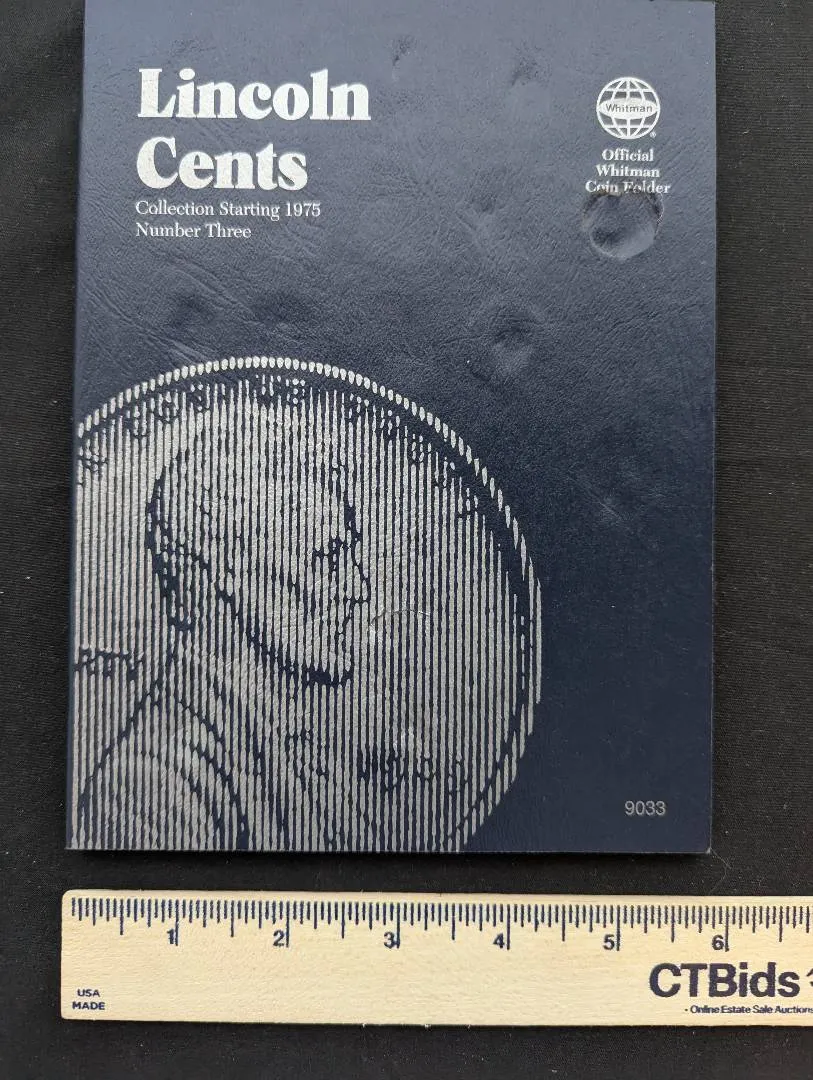 Lincoln
Cents
Collection Starting 1975
Number Three
Whitman
®
Official
Whitman
Coin Folder
9033
1 2 3 4 5 6
USA
MADE
CTBids
- Online Estate Sale Auctions